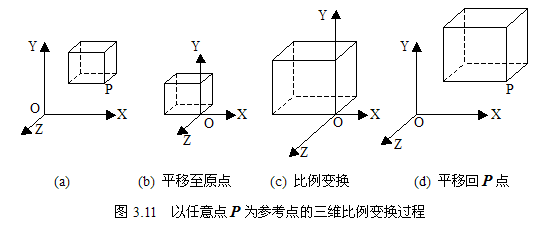 Y Y Y Y
P O X Z
O X Z
O X Z
P O X Z
(a) (b) 平移至原点 (c) 比例变换 (d) 平移回 P 点
图 3.11 以任意点 P 为参考点的三维比例变换过程